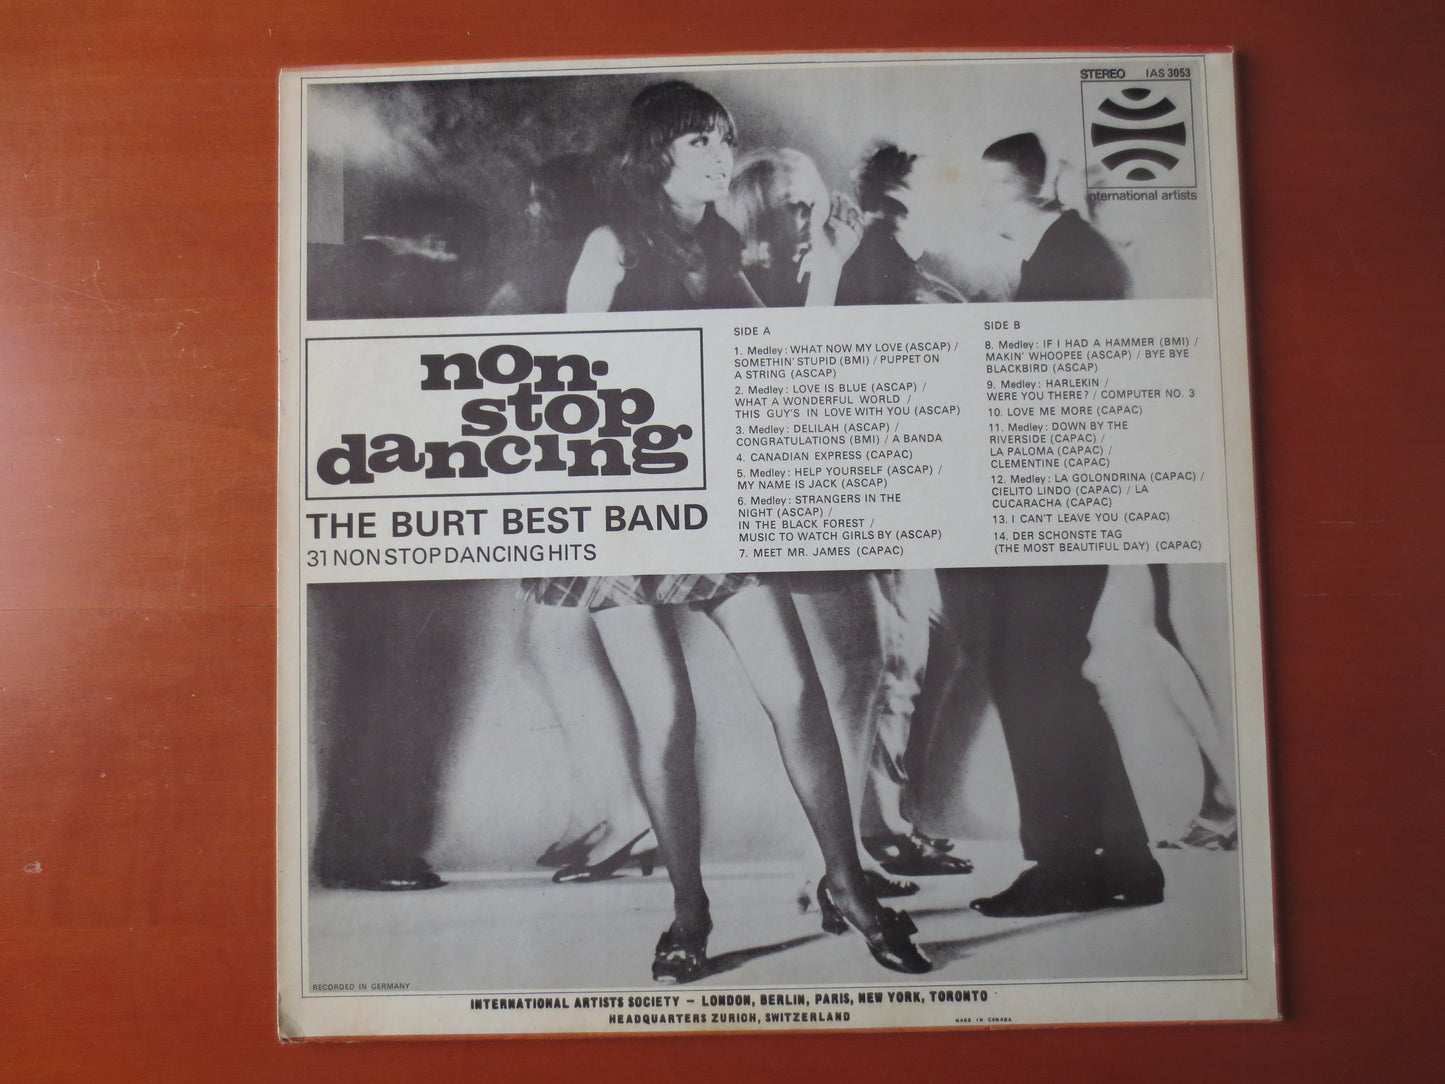 STEREO IAS 3053
international artists
non-
stop
dancing
THE BURT BEST BAND
31 NON STOP DANCING HITS
SIDE A
1. Medley: WHAT NOW MY LOVE (ASCAP) /
SOMETHIN' STUPID (BMI) / PUPPET ON
A STRING (ASCAP)
2. Medley: LOVE IS BLUE (ASCAP) /
WHAT A WONDERFUL WORLD /
THIS GUY'S IN LOVE WITH YOU (ASCAP)
3. Medley: DELILAH (ASCAP) /
CONGRATULATIONS (BMI) / A BANDA
4. CANADIAN EXPRESS (CAPAC)
5. Medley: HELP YOURSELF (ASCAP) /
MY NAME IS JACK (ASCAP)
6. Medley: STRANGERS IN THE
NIGHT (ASCAP) /
IN THE BLACK FOREST /
MUSIC TO WATCH GIRLS BY (ASCAP)
7. MEET MR. JAMES (CAPAC)
SIDE B
8. Medley: IF I HAD A HAMMER (BMI) /
MAKIN' WHOOPEE (ASCAP) / BYE BYE
BLACKBIRD (ASCAP)
9. Medley: HARLEKIN /
WERE YOU THERE? / COMPUTER NO. 3
10. LOVE ME MORE (CAPAC)
11. Medley: DOWN BY THE
RIVERSIDE (CAPAC) /
LA PALOMA (CAPAC) /
CLEMENTINE (CAPAC)
12. Medley: LA GOLONDRINA (CAPAC) /
CIELITO LINDO (CAPAC) / LA
CUCARACHA (CAPAC)
13. I CAN'T LEAVE YOU (CAPAC)
14. DER SCHONSTE TAG
(THE MOST BEAUTIFUL DAY) (CAPAC)
RECORDED IN GERMANY
INTERNATIONAL ARTISTS SOCIETY – LONDON, BERLIN, PARIS, NEW YORK, TORONTO
HEADQUARTERS ZURICH, SWITZERLAND
MADE IN CANADA